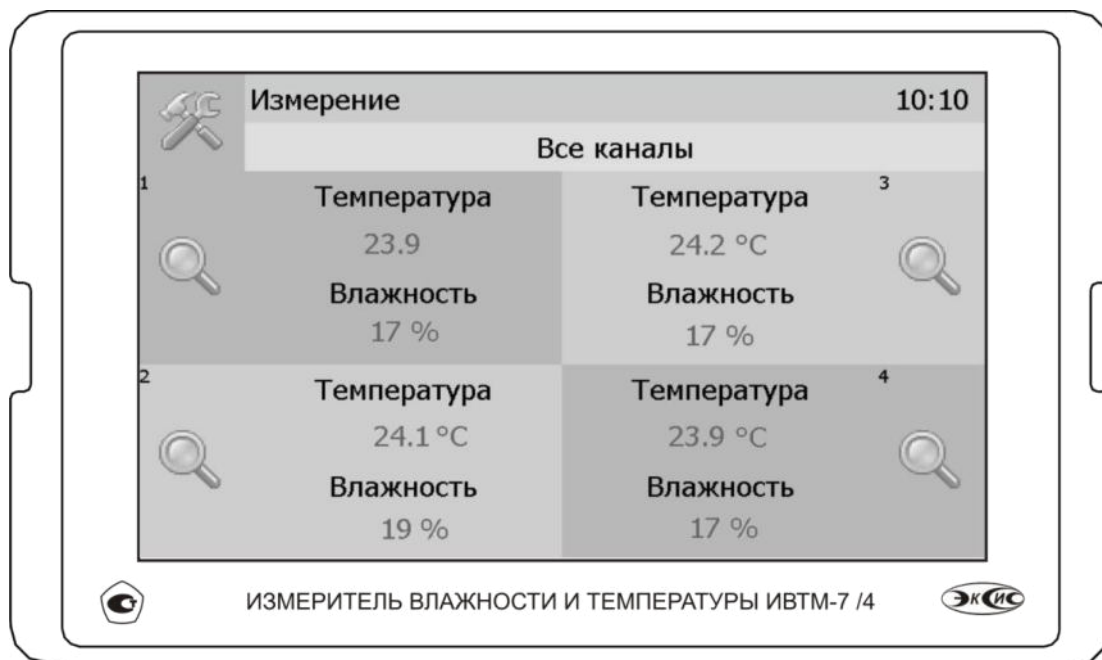 Измерение 10:10
Все каналы
1
Температура
23.9
Влажность
17 %
3
Температура
24.2 °C
Влажность
17 %
2
Температура
24.1 °C
Влажность
19 %
4
Температура
23.9 °C
Влажность
17 %
ИЗМЕРИТЕЛЬ ВЛАЖНОСТИ И ТЕМПЕРАТУРЫ ИВТМ-7 /4
ЭКСИС